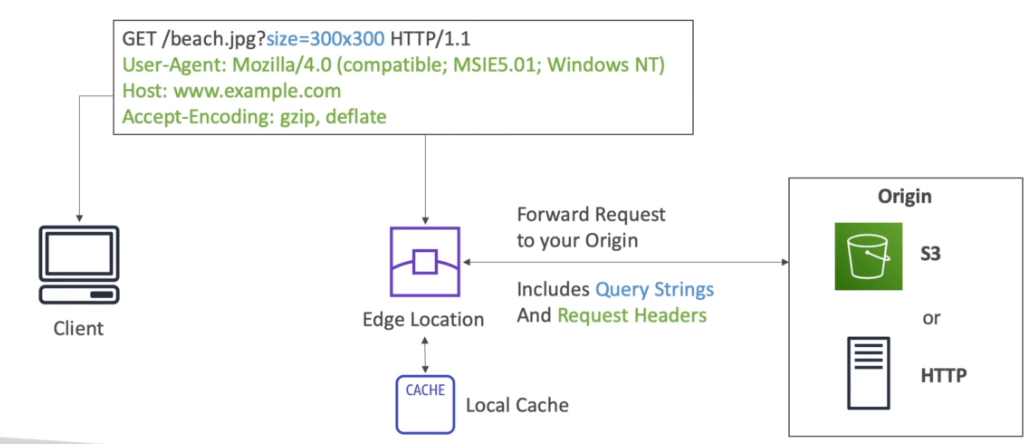 GET /beach.jpg?size=300x300 HTTP/1.1
User-Agent: Mozilla/4.0 (compatible; MSIE5.01; Windows NT)
Host: www.example.com
Accept-Encoding: gzip, deflate
Client
Edge Location
CACHE
Local Cache
Forward Request
to your Origin
Includes Query Strings
And Request Headers
Origin
S3
or
HTTP